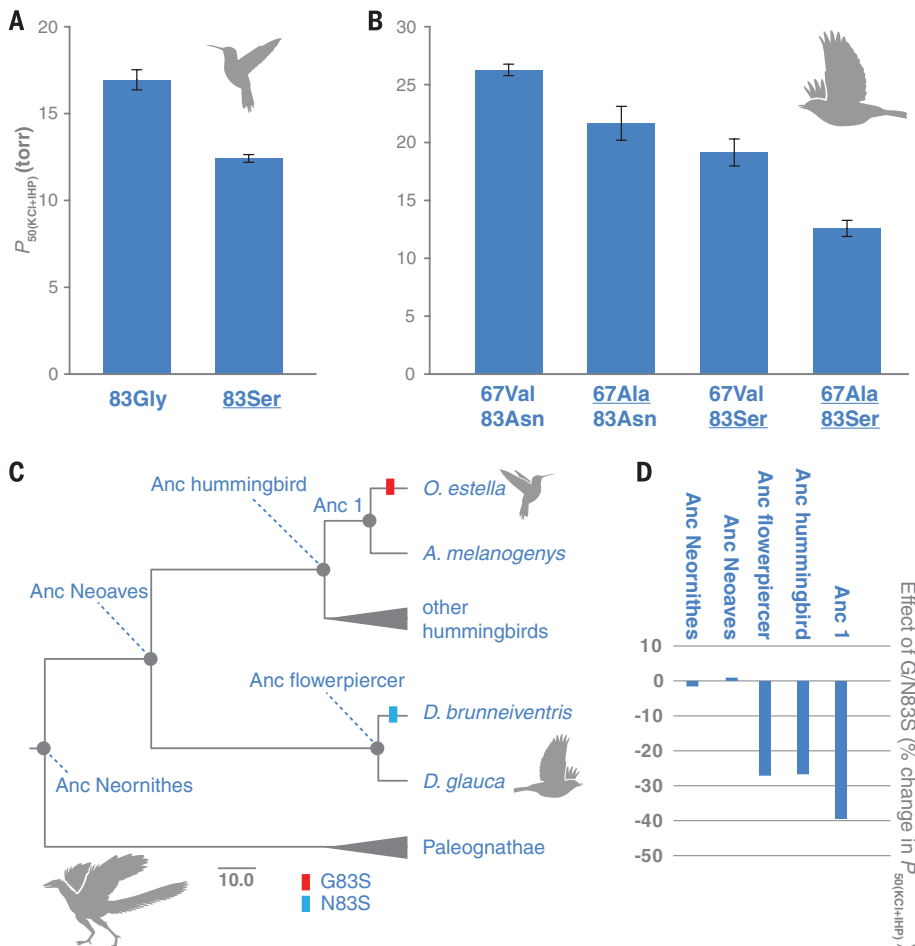 A
P50(KCl+IHP) (torr)
20
15
10
5
0
83Gly
83Ser
B
30
25
20
15
10
5
0
67Val
83Asn
67Ala
83Asn
67Val
83Ser
67Ala
83Ser
C
Anc hummingbird
Anc 1
O. estella
A. melanogenys
Anc Neoaves
other
hummingbirds
Anc flowerpiercer
D. brunneiventris
D. glauca
Anc Neornithes
Paleognathae
10.0
G83S
N83S
D
Anc Neornithes
Anc Neoaves
Anc flowerpiercer
Anc hummingbird
Anc 1
10
0
-10
-20
-30
-40
-50
Effect of G/N83S (% change in P50(KCl+IHP)